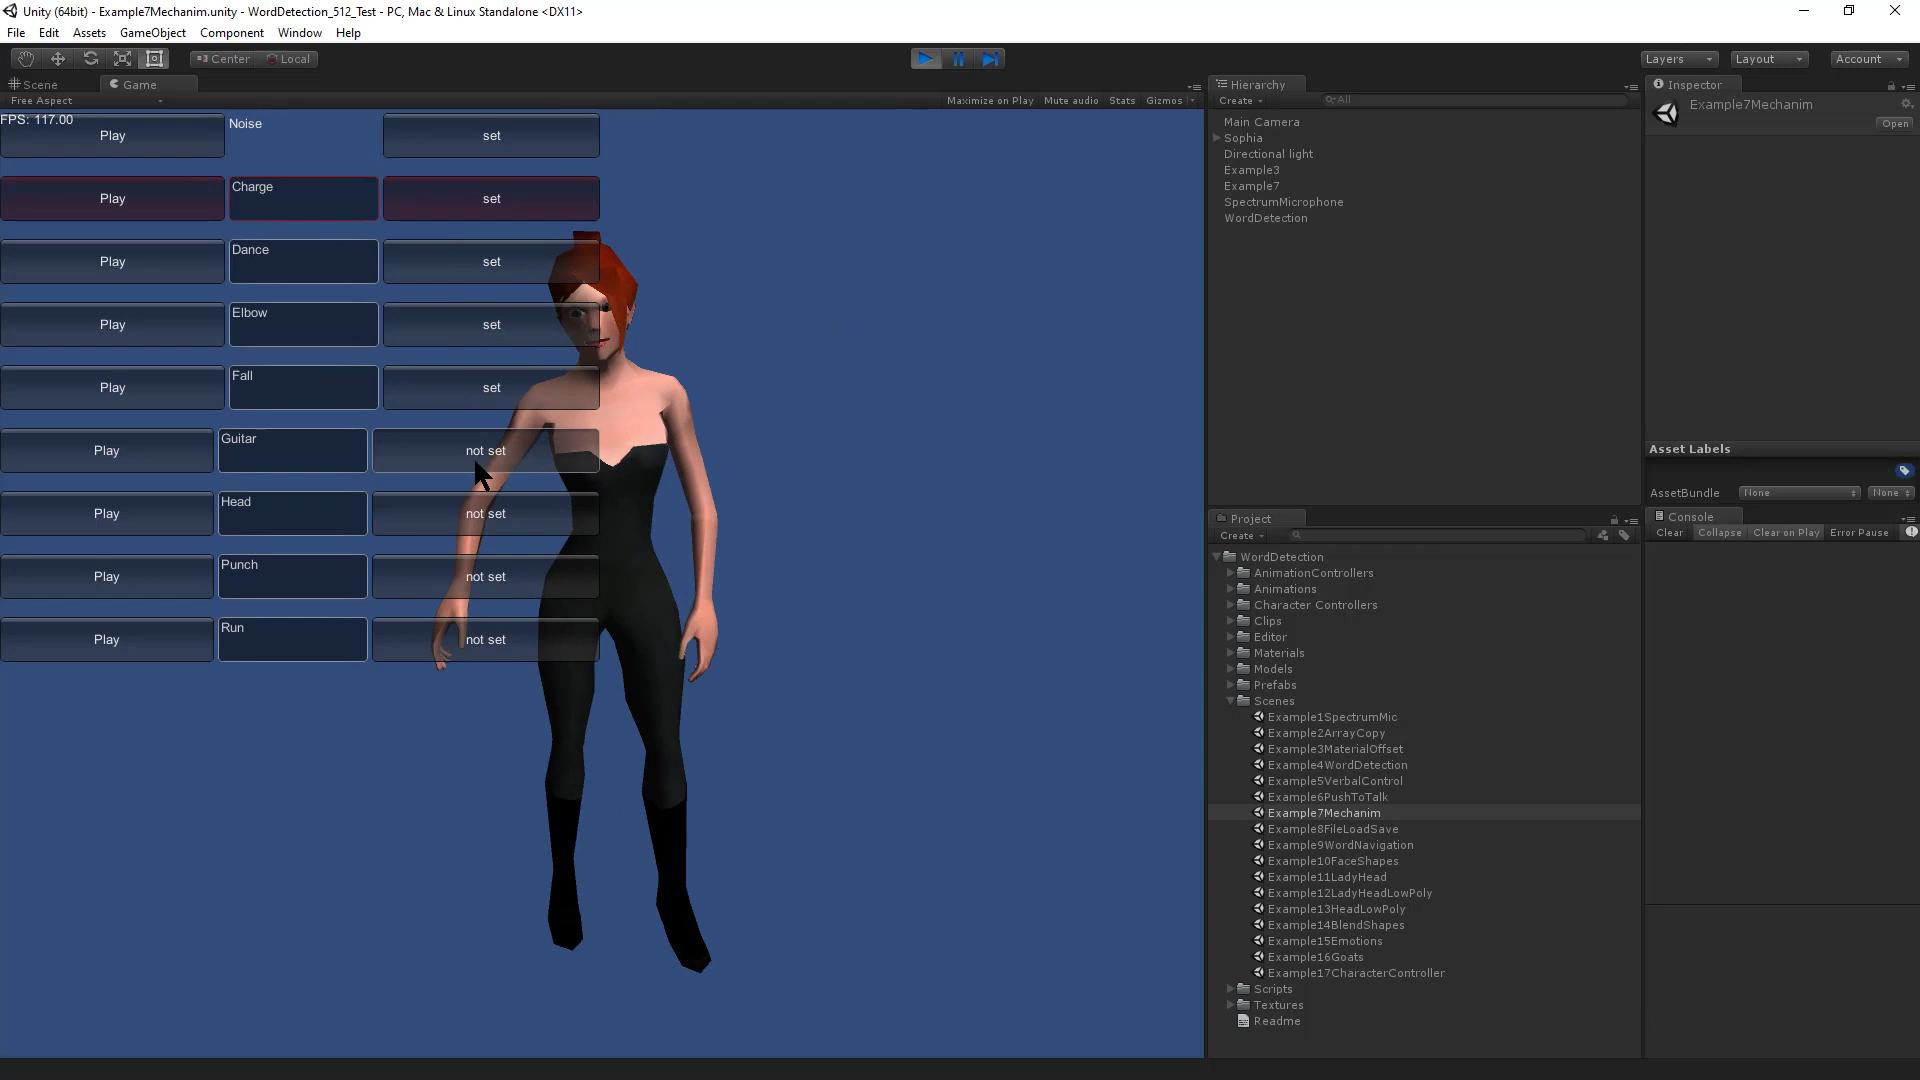 Unity (64bit) - Example7Mechanim.unity - WordDetection_512_Test - PC, Mac & Linux Standalone <DX11>
File Edit Assets GameObject Component Window Help
Center Local
Layers Layout Account
Scene Game
Free Aspect
Maximize on Play Mute audio Stats Gizmos
FPS: 117.00
Play Noise set
Play Charge set
Play Dance set
Play Elbow set
Play Fall set
Play Guitar not set
Play Head not set
Play Punch not set
Play Run not set
Hierarchy
Create All
Main Camera
Sophia
Directional light
Example3
Example7
SpectrumMicrophone
WordDetection
Project
Create
WordDetection
AnimationControllers
Animations
Character Controllers
Clips
Editor
Materials
Models
Prefabs
Scenes
Example1SpectrumMic
Example2ArrayCopy
Example3MaterialOffset
Example4WordDetection
Example5VerbalControl
Example6PushToTalk
Example7Mechanim
Example8FileLoadSave
Example9WordNavigation
Example10FaceShapes
Example11LadyHead
Example12LadyHeadLowPoly
Example13HeadLowPoly
Example14BlendShapes
Example15Emotions
Example16Goats
Example17CharacterController
Scripts
Textures
Readme
Inspector
Example7Mechanim
Open
Asset Labels
AssetBundle None None
Console
Clear Collapse Clear on Play Error Pause